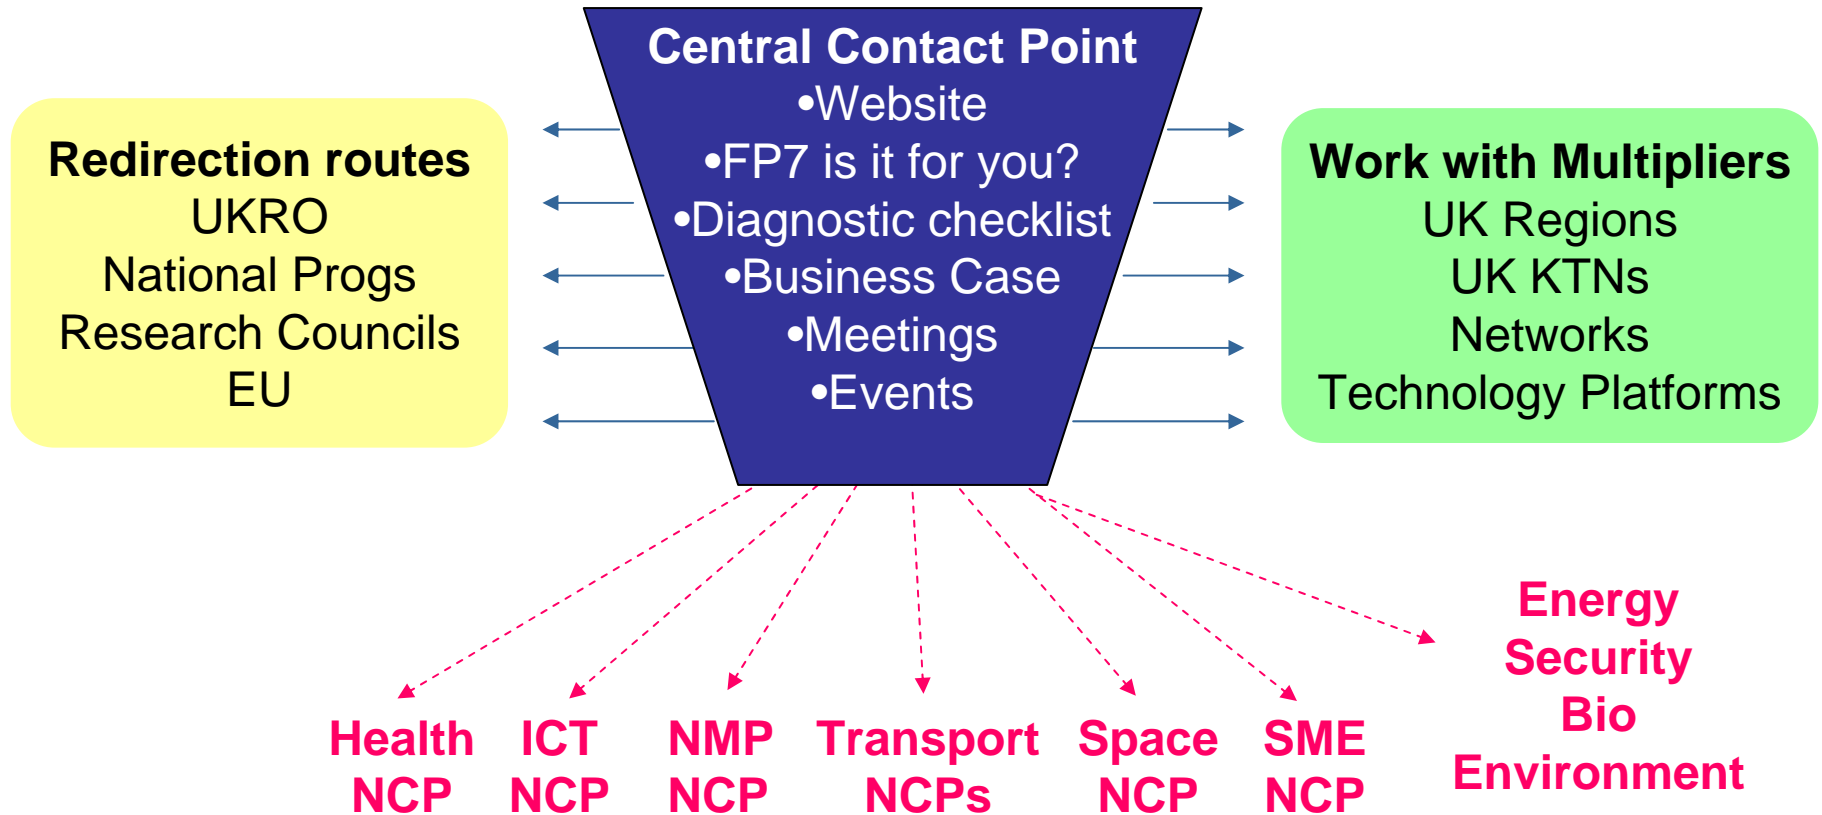 Central Contact Point
•Website
•FP7 is it for you?
•Diagnostic checklist
•Business Case
•Meetings
•Events
Redirection routes
UKRO
National Progs
Research Councils
EU
Work with Multipliers
UK Regions
UK KTNs
Networks
Technology Platforms
Health
NCP
ICT
NCP
NMP
NCP
Transport
NCPs
Space
NCP
SME
NCP
Energy
Security
Bio
Environment